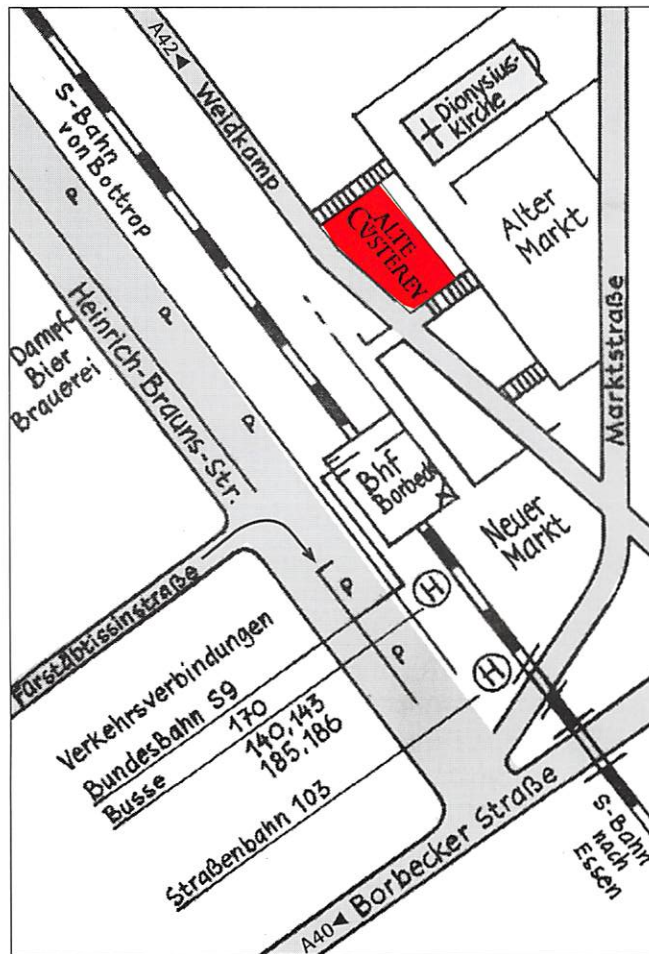 A42◄
Weidkamp
S-Bahn
von Bottrop
✝ Dionysius-
kirche
ALTE
CÜSTEREY
Alter
Markt
Marktstraße
P
P
P
Heinrich-Brauns-Str.
Dampf
Bier
Brauerei
Bhf
Borbeck
Neuer
Markt
H
H
P
P
Fürstäbtissinstraße
Verkehrsverbindungen
Bundesbahn S9
170
Busse 140,143
185,186
Straßenbahn 103
A40◄ Borbecker Straße
S-Bahn
nach
Essen